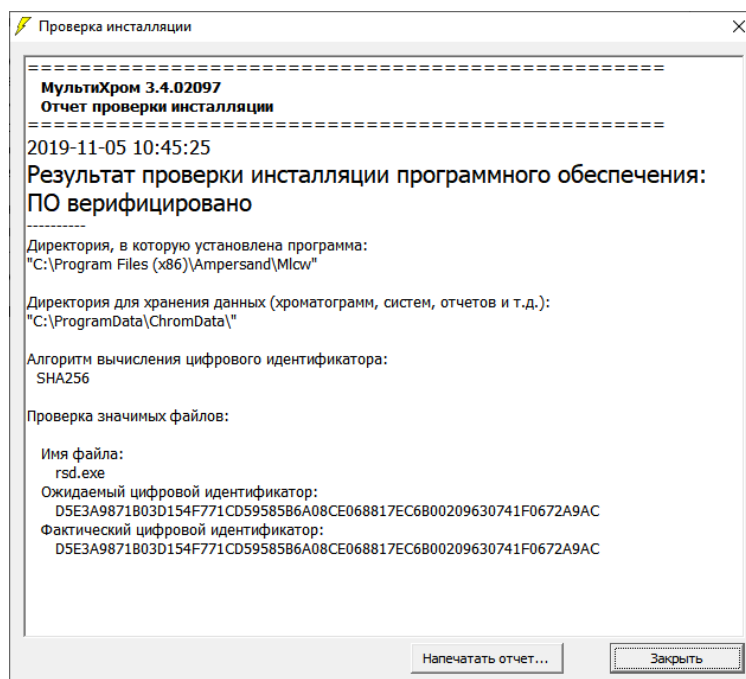 Проверка инсталляции
==================================================
МультиХром 3.4.02097
Отчет проверки инсталляции
==================================================
2019-11-05 10:45:25
Результат проверки инсталляции программного обеспечения:
ПО верифицировано
----------
Директория, в которую установлена программа:
"C:\Program Files (x86)\Ampersand\Mlcw"
Директория для хранения данных (хроматограмм, систем, отчетов и т.д.):
"C:\ProgramData\ChromData\"
Алгоритм вычисления цифрового идентификатора:
SHA256
Проверка значимых файлов:
Имя файла:
rsd.exe
Ожидаемый цифровой идентификатор:
D5E3A9871B03D154F771CD59585B6A08CE068817EC6B00209630741F0672A9AC
Фактический цифровой идентификатор:
D5E3A9871B03D154F771CD59585B6A08CE068817EC6B00209630741F0672A9AC
Напечатать отчет... Закрыть